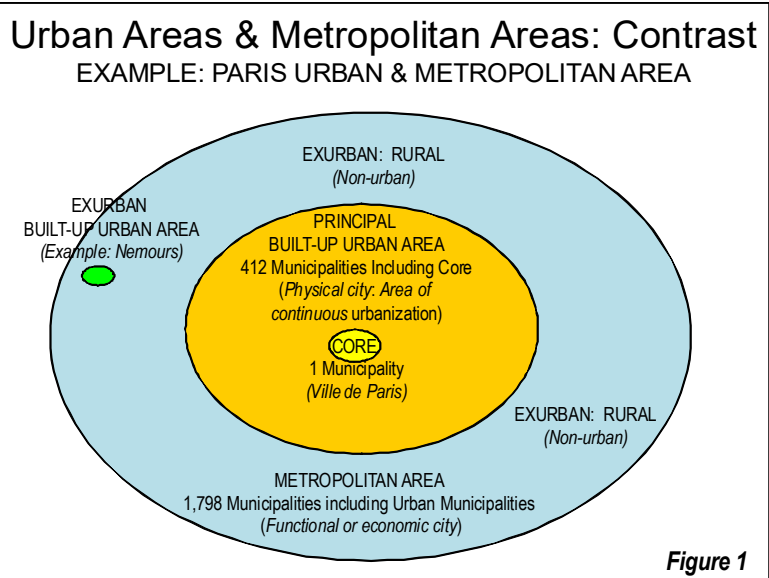 Urban Areas & Metropolitan Areas: Contrast
EXAMPLE: PARIS URBAN & METROPOLITAN AREA
EXURBAN: RURAL
(Non-urban)
EXURBAN
BUILT-UP URBAN AREA
(Example: Nemours)
PRINCIPAL
BUILT-UP URBAN AREA
412 Municipalities Including Core
(Physical city: Area of
continuous urbanization)
CORE
1 Municipality
(Ville de Paris)
EXURBAN: RURAL
(Non-urban)
METROPOLITAN AREA
1,798 Municipalities including Urban Municipalities
(Functional or economic city)
Figure 1